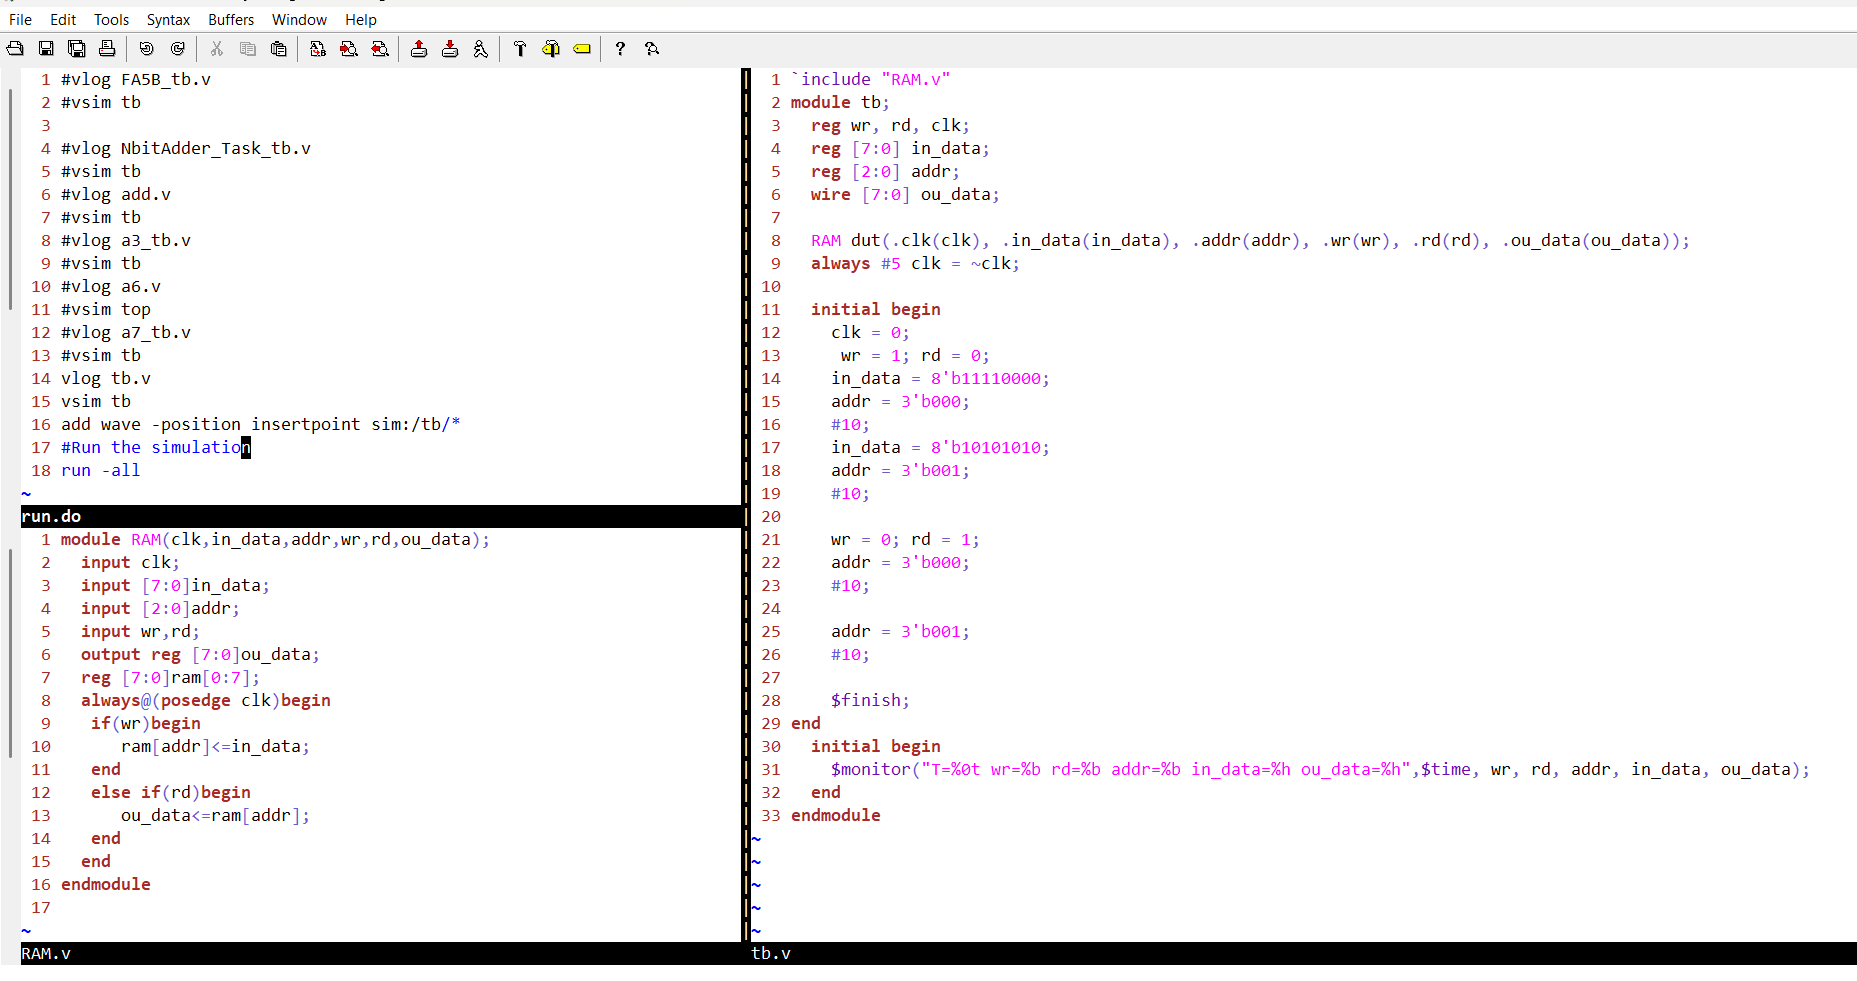 File Edit Tools Syntax Buffers Window Help
1 #vlog FA5B_tb.v
2 #vsim tb
3
4 #vlog NbitAdder_Task_tb.v
5 #vsim tb
6 #vlog add.v
7 #vsim tb
8 #vlog a3_tb.v
9 #vsim tb
10 #vlog a6.v
11 #vsim top
12 #vlog a7_tb.v
13 #vsim tb
14 vlog tb.v
15 vsim tb
16 add wave -position insertpoint sim:/tb/*
17 #Run the simulation
18 run -all
~
run.do
1 module RAM(clk,in_data,addr,wr,rd,ou_data);
2   input clk;
3   input [7:0]in_data;
4   input [2:0]addr;
5   input wr,rd;
6   output reg [7:0]ou_data;
7   reg [7:0]ram[0:7];
8   always@(posedge clk)begin
9    if(wr)begin
10       ram[addr]<=in_data;
11    end
12    else if(rd)begin
13       ou_data<=ram[addr];
14    end
15   end
16 endmodule
17
~
RAM.v
1 `include "RAM.v"
2 module tb;
3   reg wr, rd, clk;
4   reg [7:0] in_data;
5   reg [2:0] addr;
6   wire [7:0] ou_data;
7
8   RAM dut(.clk(clk), .in_data(in_data), .addr(addr), .wr(wr), .rd(rd), .ou_data(ou_data));
9   always #5 clk = ~clk;
10
11   initial begin
12     clk = 0;
13      wr = 1; rd = 0;
14     in_data = 8'b11110000;
15     addr = 3'b000;
16     #10;
17     in_data = 8'b10101010;
18     addr = 3'b001;
19     #10;
20
21     wr = 0; rd = 1;
22     addr = 3'b000;
23     #10;
24
25     addr = 3'b001;
26     #10;
27
28     $finish;
29 end
30   initial begin
31     $monitor("T=%0t wr=%b rd=%b addr=%b in_data=%h ou_data=%h",$time, wr, rd, addr, in_data, ou_data);
32   end
33 endmodule
~
~
~
~
~
tb.v